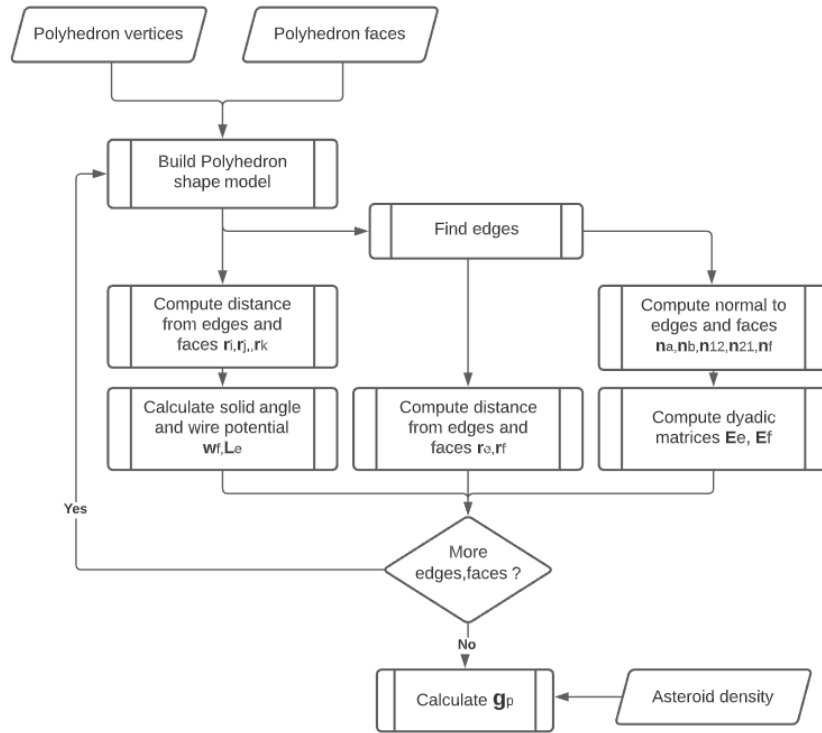 Polyhedron vertices
Polyhedron faces
Build Polyhedron
shape model
Find edges
Compute distance
from edges and
faces ri,rj,,rk
Compute normal to
edges and faces
na,nb,n12,n21,nf
Calculate solid angle
and wire potential
wf,Le
Compute distance
from edges and
faces re,rf
Compute dyadic
matrices Ee, Ef
Yes
More
edges,faces ?
No
Calculate gp
Asteroid density